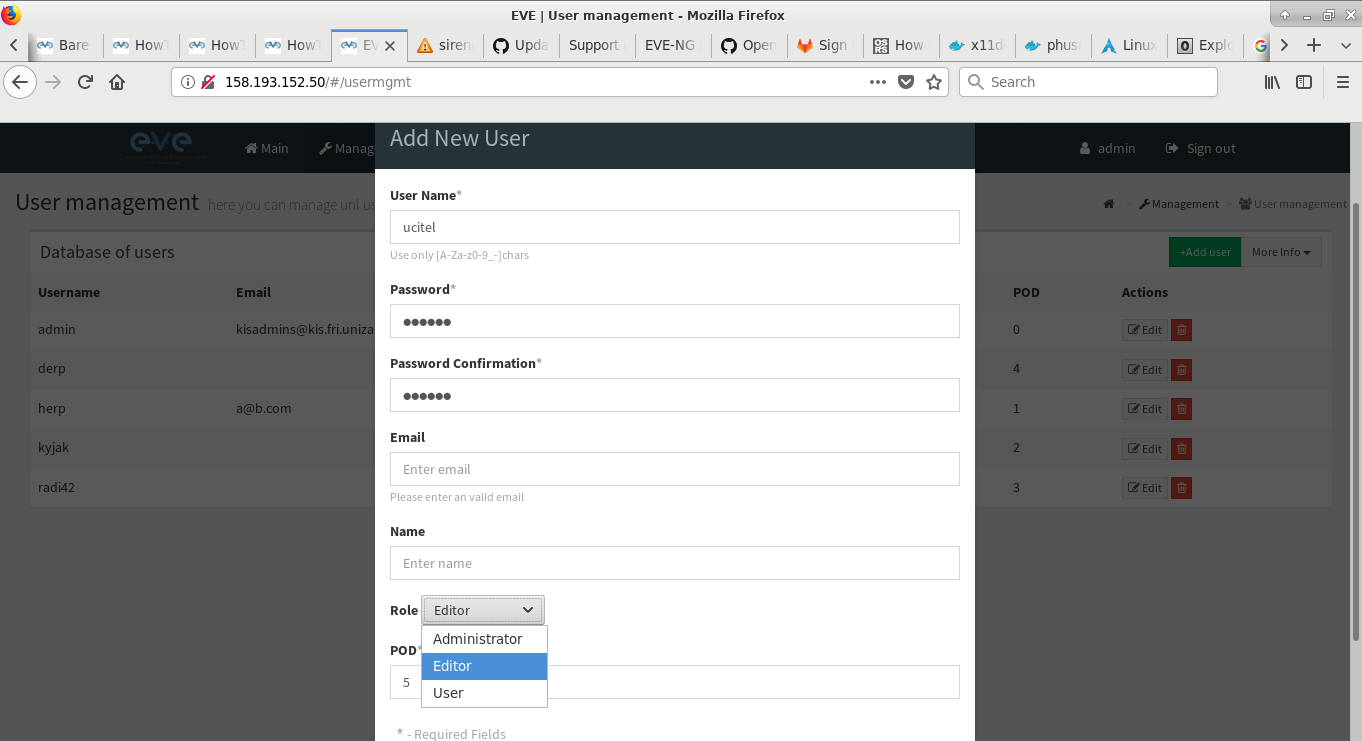 EVE | User management - Mozilla Firefox
Bare HowT HowT HowT EV siren Upda Support EVE-NG Open Sign How x11d phus Linux Explo
158.193.152.50/#/usermgmt Search
eve Main Manag admin Sign out
Add New User
User management here you can manage unl us Management User management
Database of users +Add user More Info
Username Email POD Actions
admin kisadmins@kis.fri.uniza 0 Edit
derp 4 Edit
herp a@b.com 1 Edit
kyjak 2 Edit
radi42 3 Edit
User Name*
ucitel
Use only [A-Za-z0-9_-]chars
Password*
●●●●●●
Password Confirmation*
●●●●●●
Email
Enter email
Please enter an valid email
Name
Enter name
Role Editor
Administrator
Editor
User
POD*
5
* - Required Fields